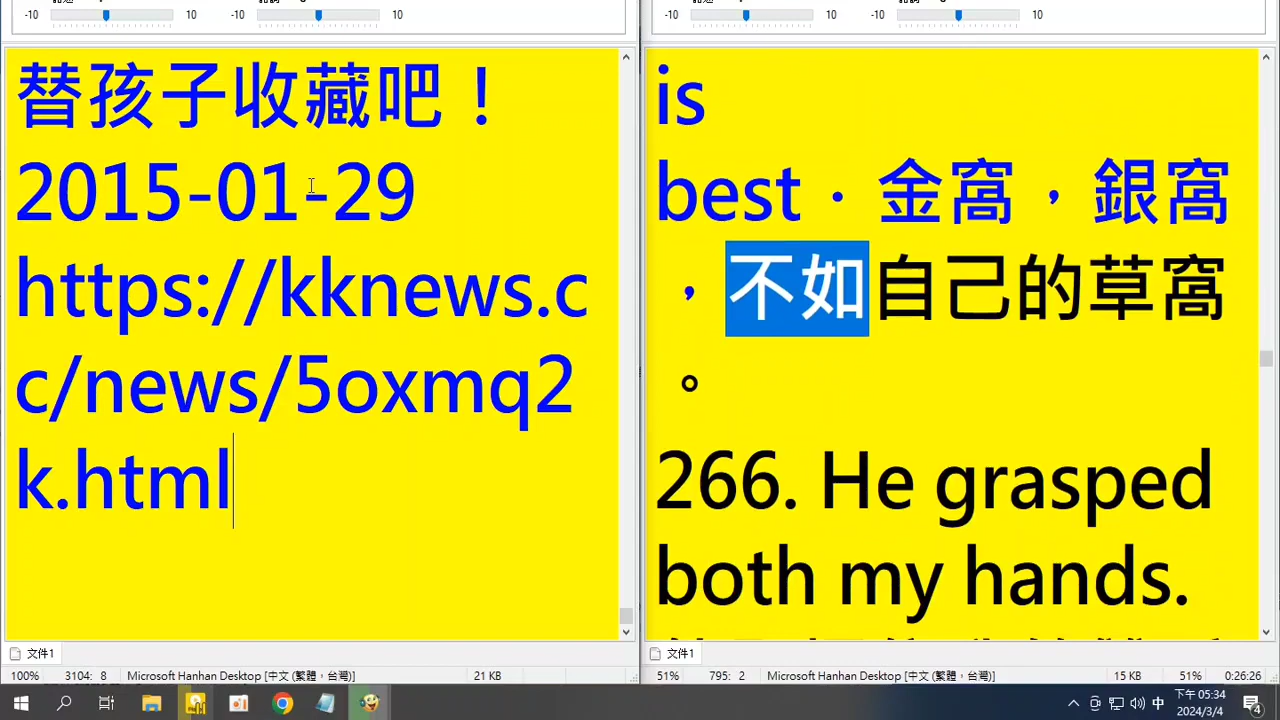 -10 10 -10 10
替孩子收藏吧！
2015-01-29
https://kknews.c
c/news/5oxmq2
k.html
文件1
100% 3104: 8 Microsoft Hanhan Desktop [中文 (繁體，台灣)] 21 KB
-10 10 -10 10
is
best．金窩，銀窩
，不如自己的草窩
。
266. He grasped
both my hands.
文件1
51% 795: 2 Microsoft Hanhan Desktop [中文 (繁體，台灣)] 15 KB 51% 0:26:26
中
下午 05:34
2024/3/4
4